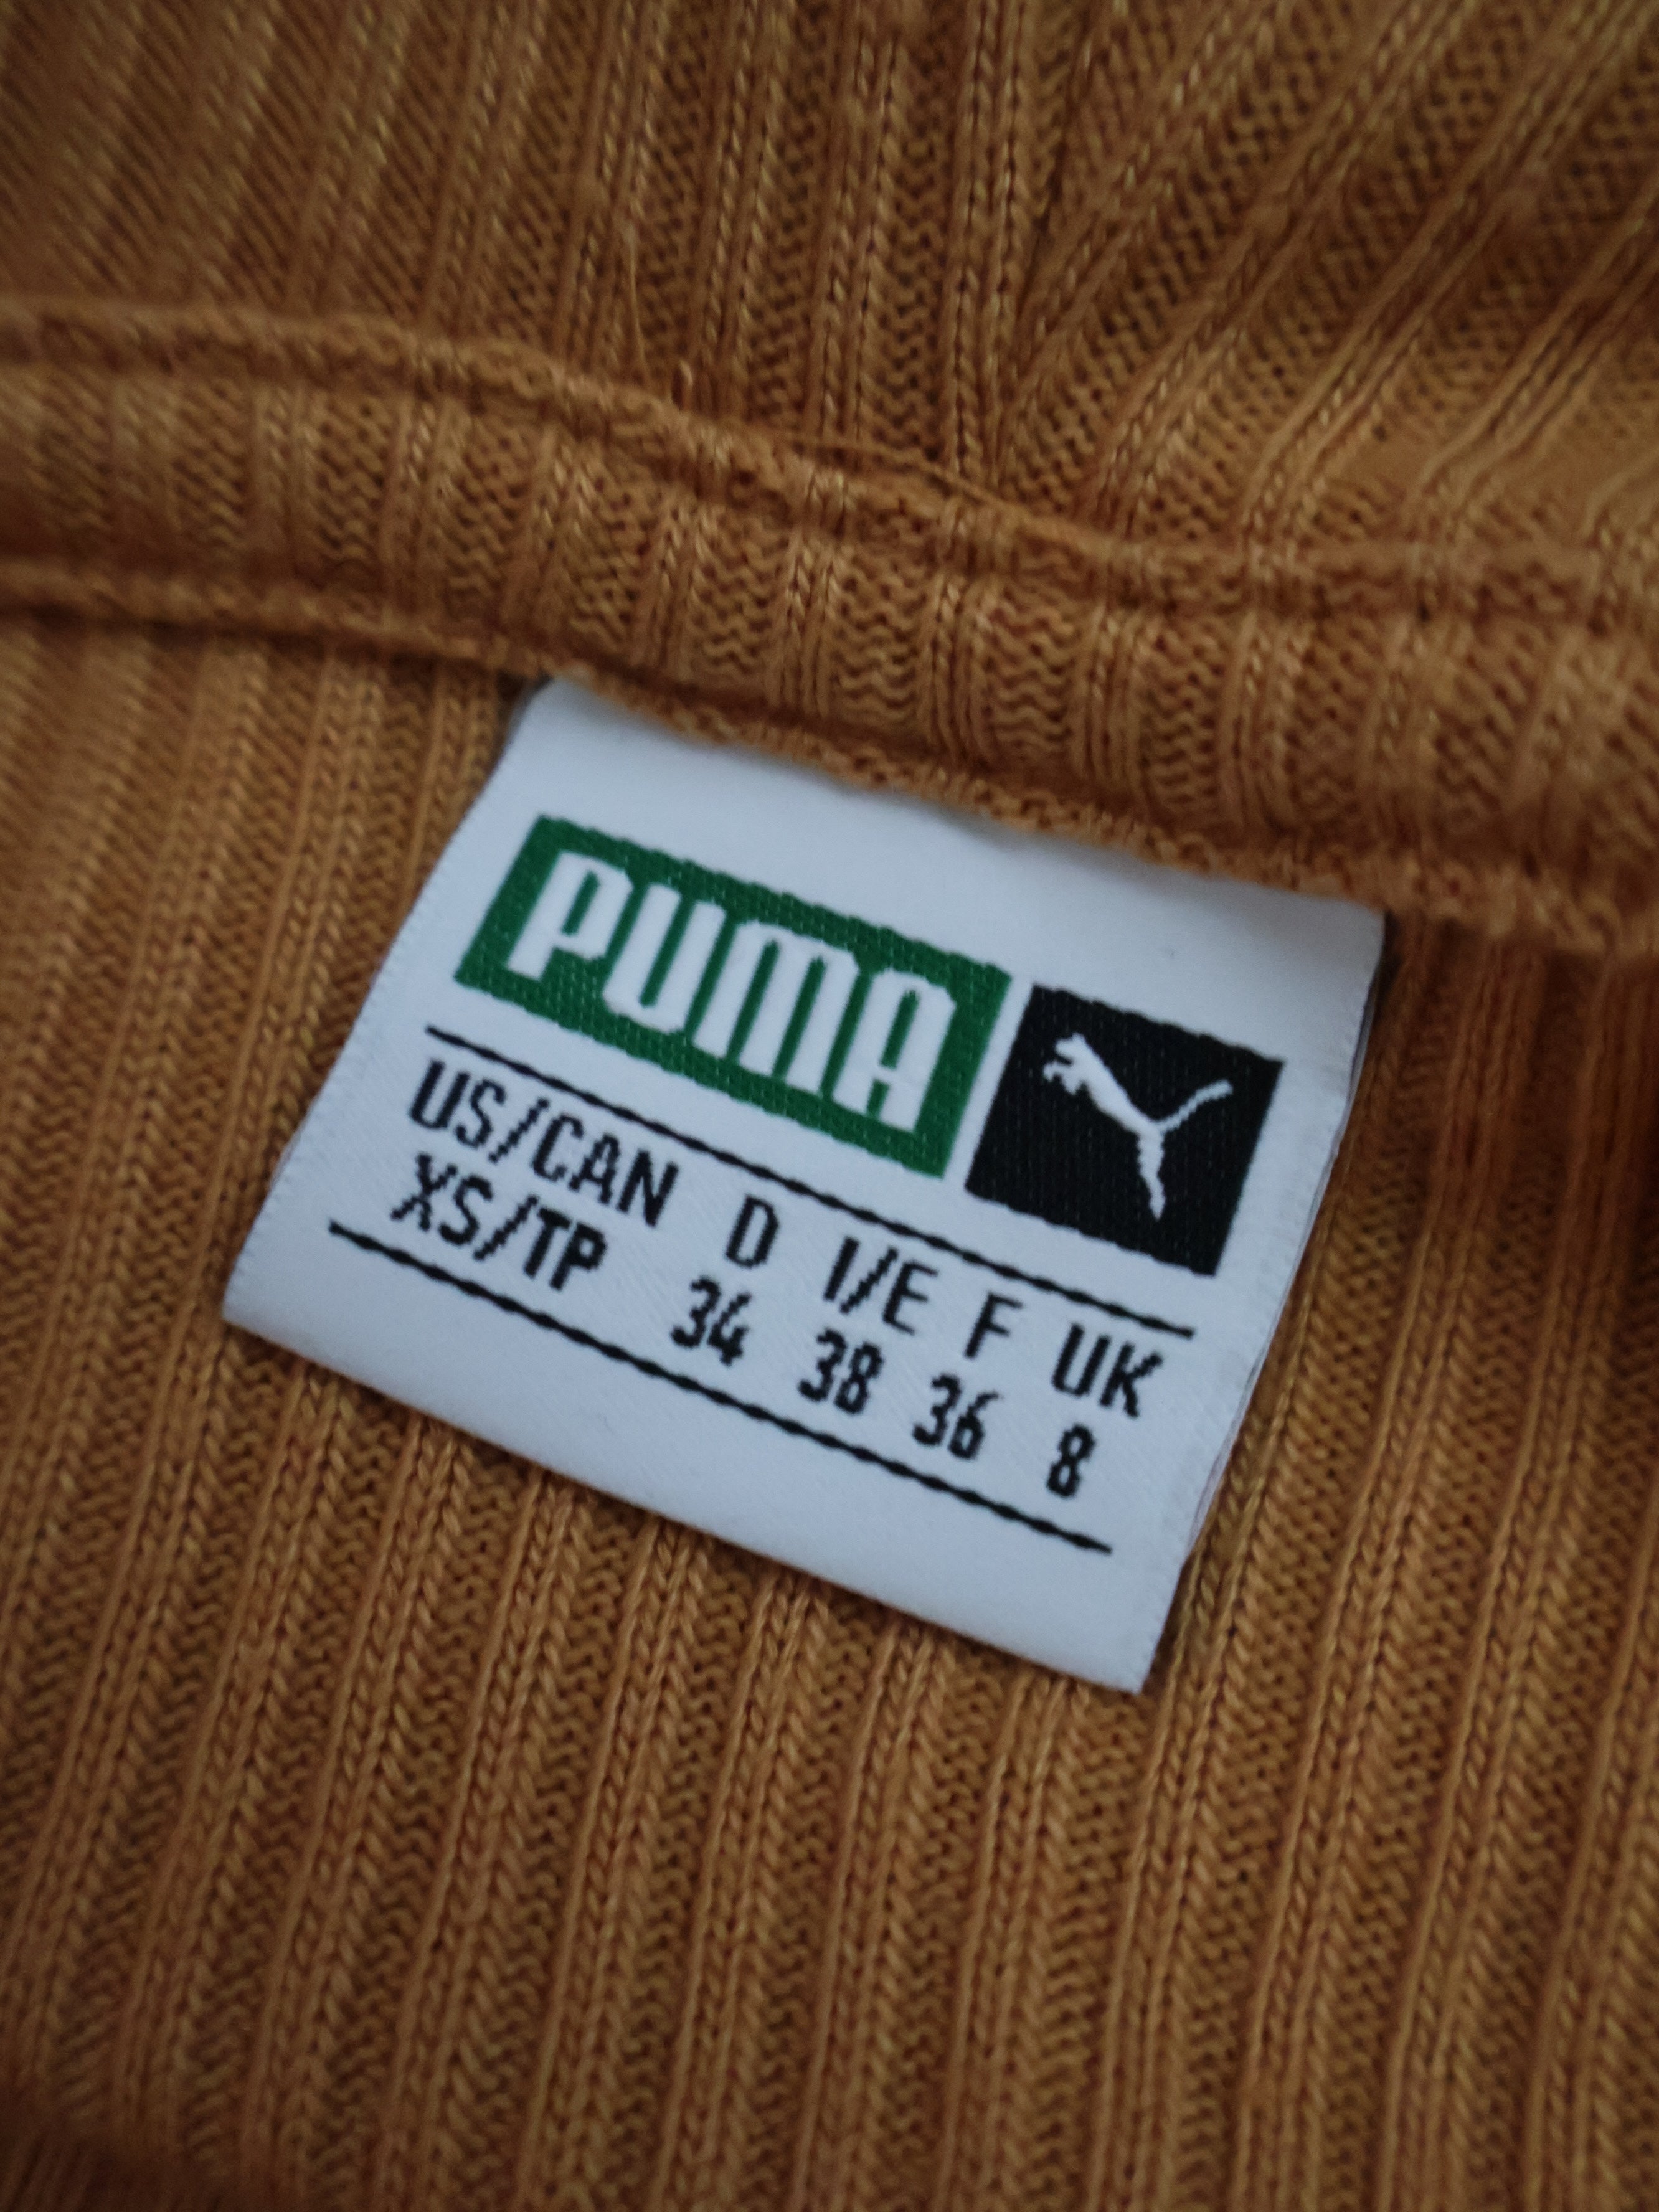 PUMA
US/CAN D I/E F UK
XS/TP 34 38 36 8